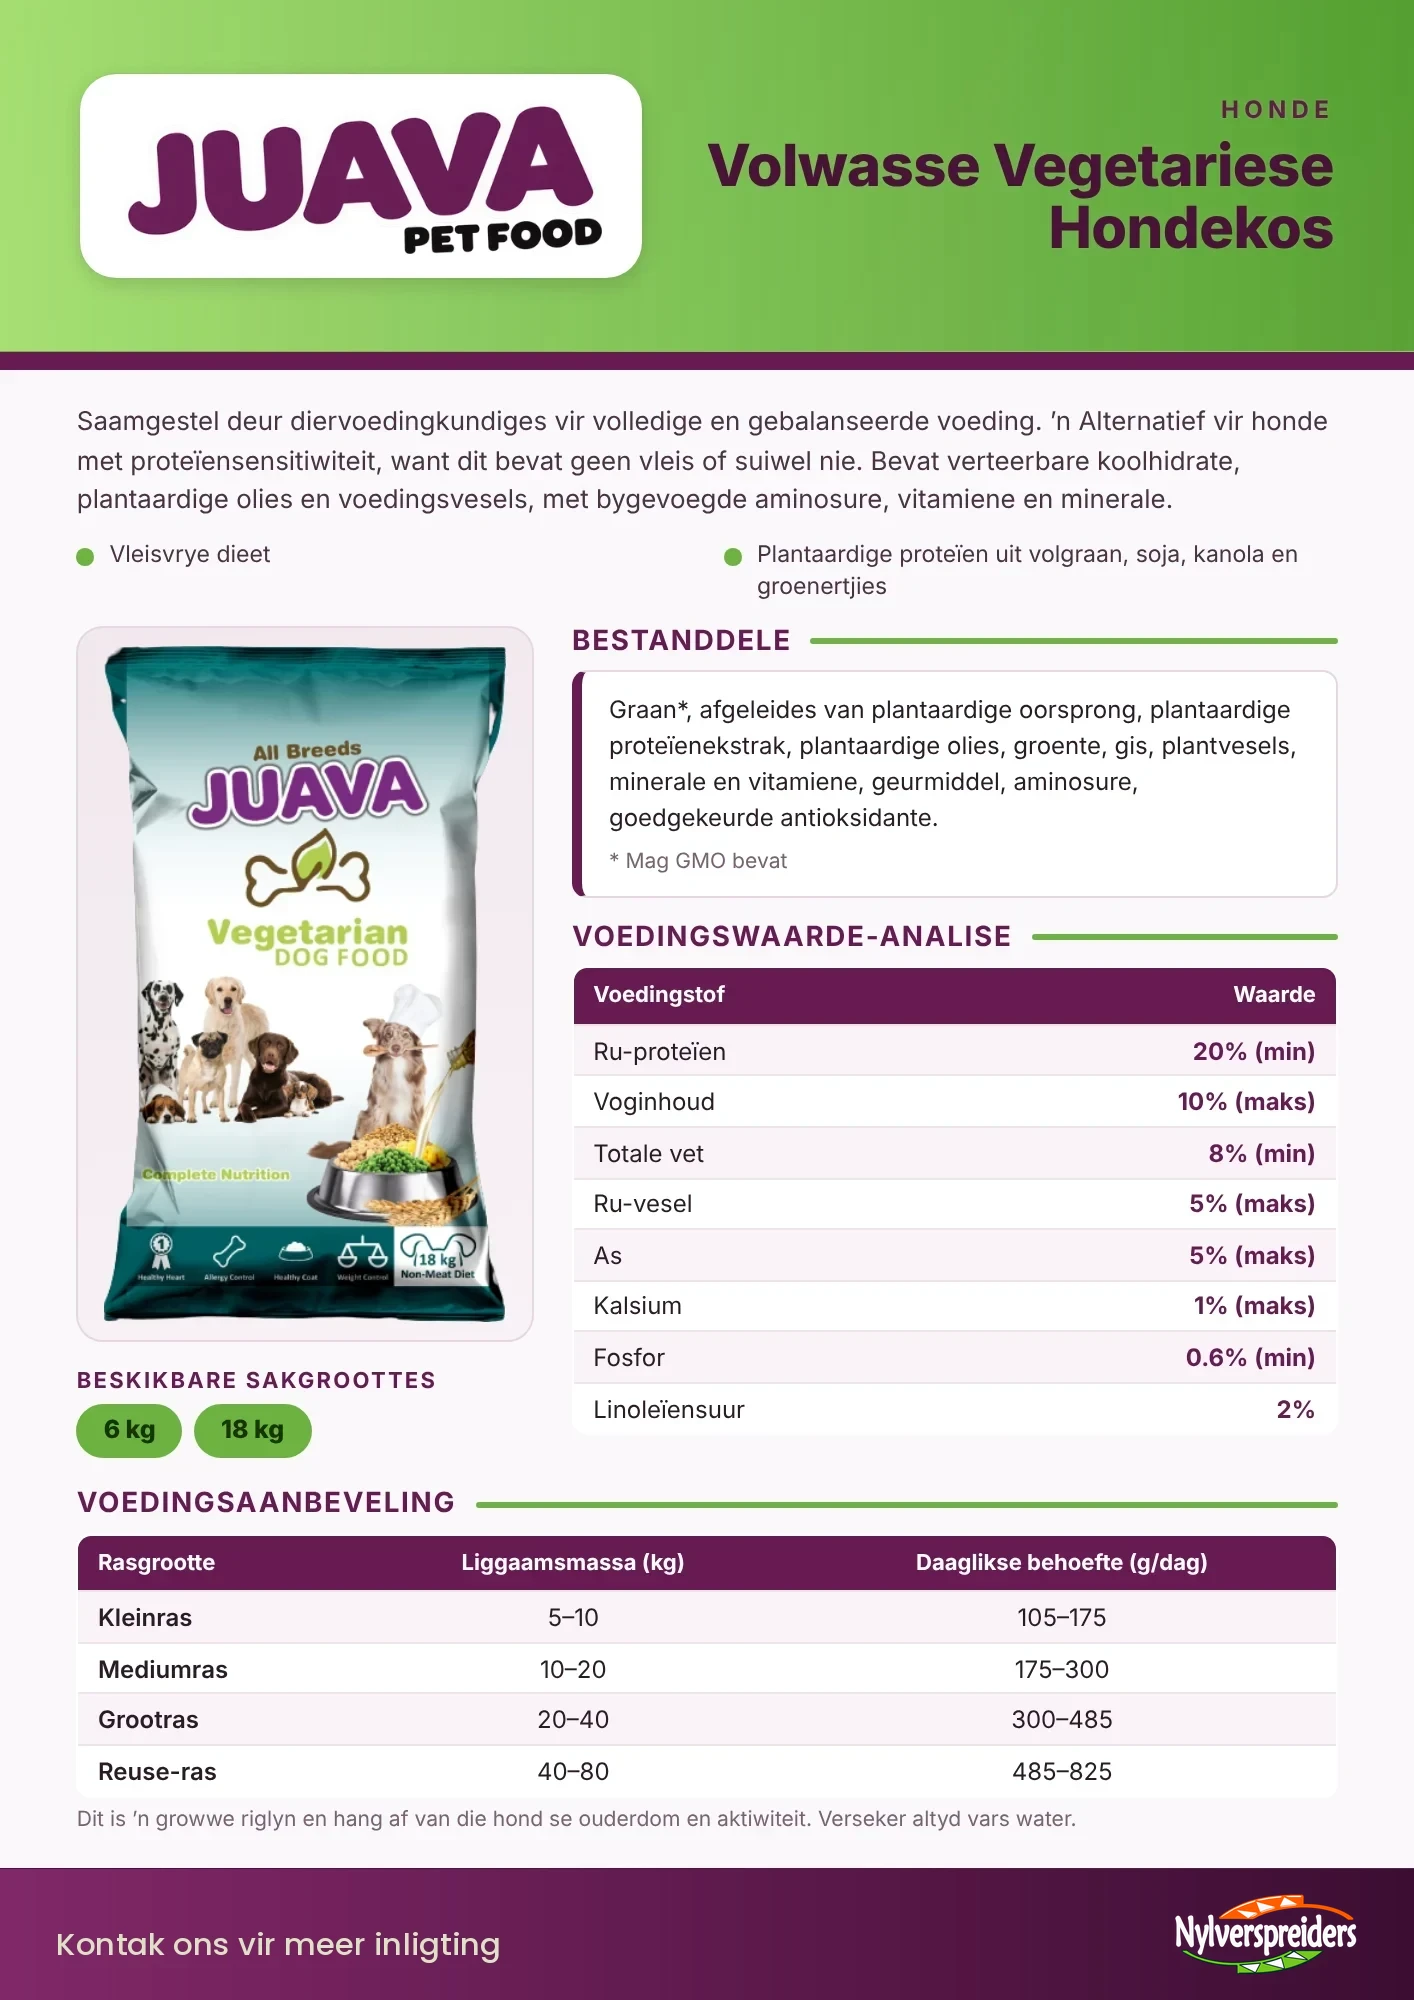 JUAVA
PET FOOD
HONDE
Volwasse Vegetariese
Hondekos
Saamgestel deur diervoedingkundiges vir volledige en gebalanseerde voeding. ’n Alternatief vir honde
met proteïensensitiwiteit, want dit bevat geen vleis of suiwel nie. Bevat verteerbare koolhidrate,
plantaardige olies en voedingsvesels, met bygevoegde aminosure, vitamiene en minerale.
Vleisvrye dieet
Plantaardige proteïen uit volgraan, soja, kanola en
groenertjies
All Breeds
JUAVA
Vegetarian
DOG FOOD
Complete Nutrition
1
Healthy Heart
Allergy Control
Healthy Coat
Weight Control
18 kg
Non-Meat Diet
BESKIKBARE SAKGROOTTES
6 kg 18 kg
BESTANDDELE
Graan*, afgeleides van plantaardige oorsprong, plantaardige
proteïenekstrak, plantaardige olies, groente, gis, plantvesels,
minerale en vitamiene, geurmiddel, aminosure,
goedgekeurde antioksidante.
* Mag GMO bevat
VOEDINGSWAARDE-ANALISE
Voedingstof Waarde
Ru-proteïen 20% (min)
Voginhoud 10% (maks)
Totale vet 8% (min)
Ru-vesel 5% (maks)
As 5% (maks)
Kalsium 1% (maks)
Fosfor 0.6% (min)
Linoleïensuur 2%
VOEDINGSAANBEVELING
Rasgrootte Liggaamsmassa (kg) Daaglikse behoefte (g/dag)
Kleinras 5–10 105–175
Mediumras 10–20 175–300
Grootras 20–40 300–485
Reuse-ras 40–80 485–825
Dit is ’n growwe riglyn en hang af van die hond se ouderdom en aktiwiteit. Verseker altyd vars water.
Kontak ons vir meer inligting
Nylverspreiders